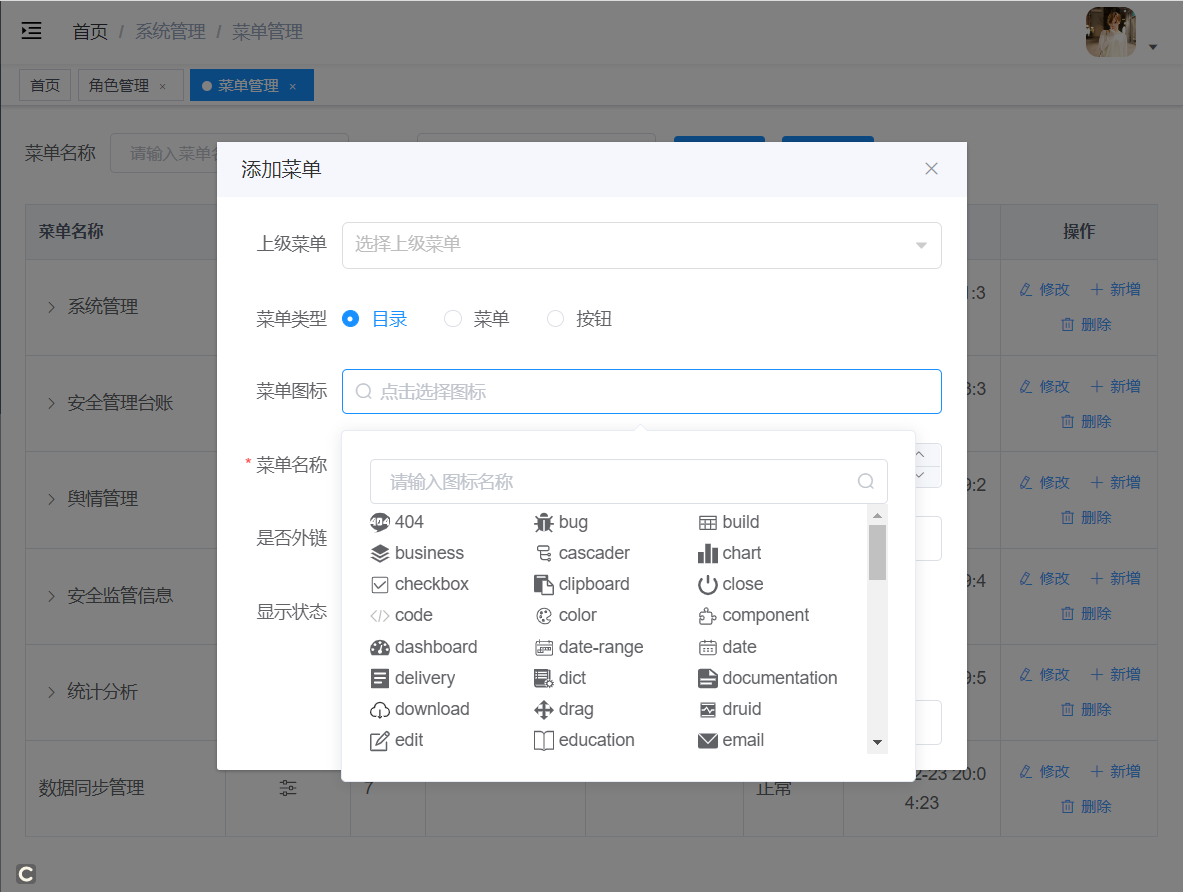 首页 / 系统管理 / 菜单管理
首页 角色管理 × 菜单管理 ×
菜单名称 请输入菜单名
添加菜单
菜单名称 操作
上级菜单 选择上级菜单
系统管理 1:3 修改 新增
删除
菜单类型 目录 菜单 按钮
安全管理台账 3:3 修改 新增
删除
菜单图标 点击选择图标
* 菜单名称
请输入图标名称
舆情管理 9:2 修改 新增
删除
404 bug build
是否外链
business cascader chart
checkbox clipboard close
安全监管信息 9:4 修改 新增
删除
显示状态
code color component
dashboard date-range date
统计分析 9:5 修改 新增
删除
delivery dict documentation
download drag druid
edit education email
数据同步管理 7 正常 2-23 20:0
4:23
修改 新增
删除
C